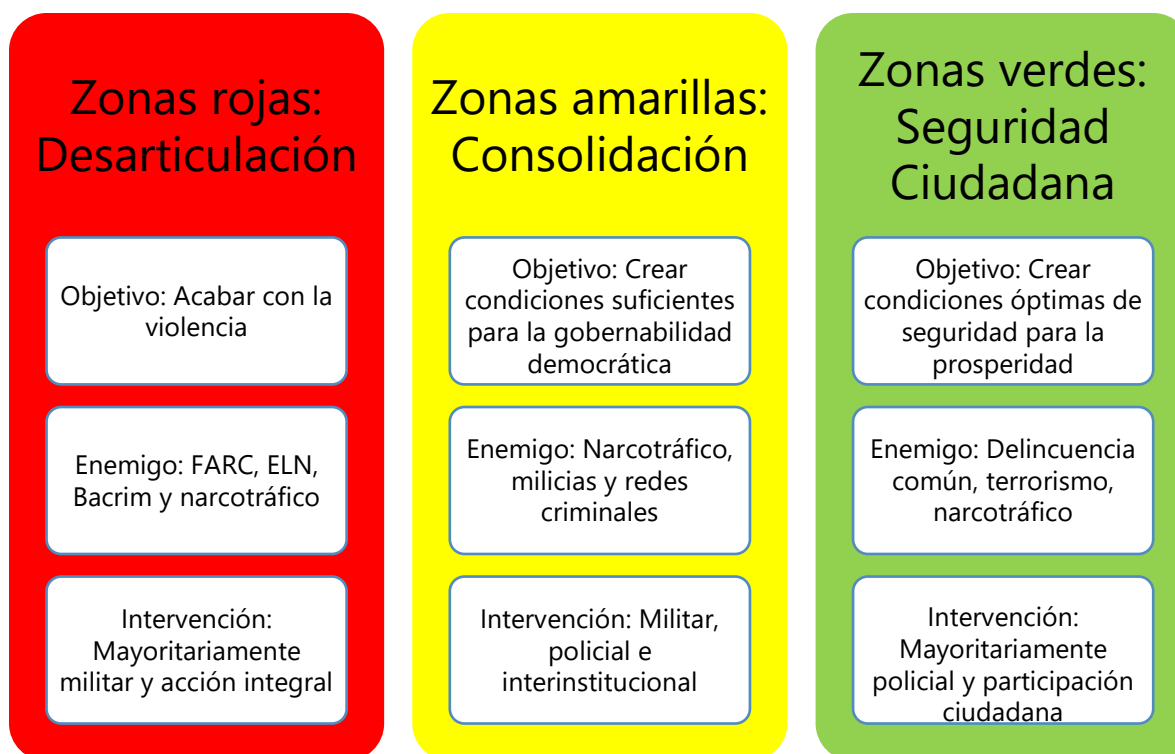 Zonas rojas:
Desarticulación
Objetivo: Acabar con la
violencia
Enemigo: FARC, ELN,
Bacrim y narcotráfico
Intervención:
Mayoritariamente
militar y acción integral
Zonas amarillas:
Consolidación
Objetivo: Crear
condiciones suficientes
para la gobernabilidad
democrática
Enemigo: Narcotráfico,
milicias y redes
criminales
Intervención: Militar,
policial e
interinstitucional
Zonas verdes:
Seguridad
Ciudadana
Objetivo: Crear
condiciones óptimas de
seguridad para la
prosperidad
Enemigo: Delincuencia
común, terrorismo,
narcotráfico
Intervención:
Mayoritariamente
policial y participación
ciudadana